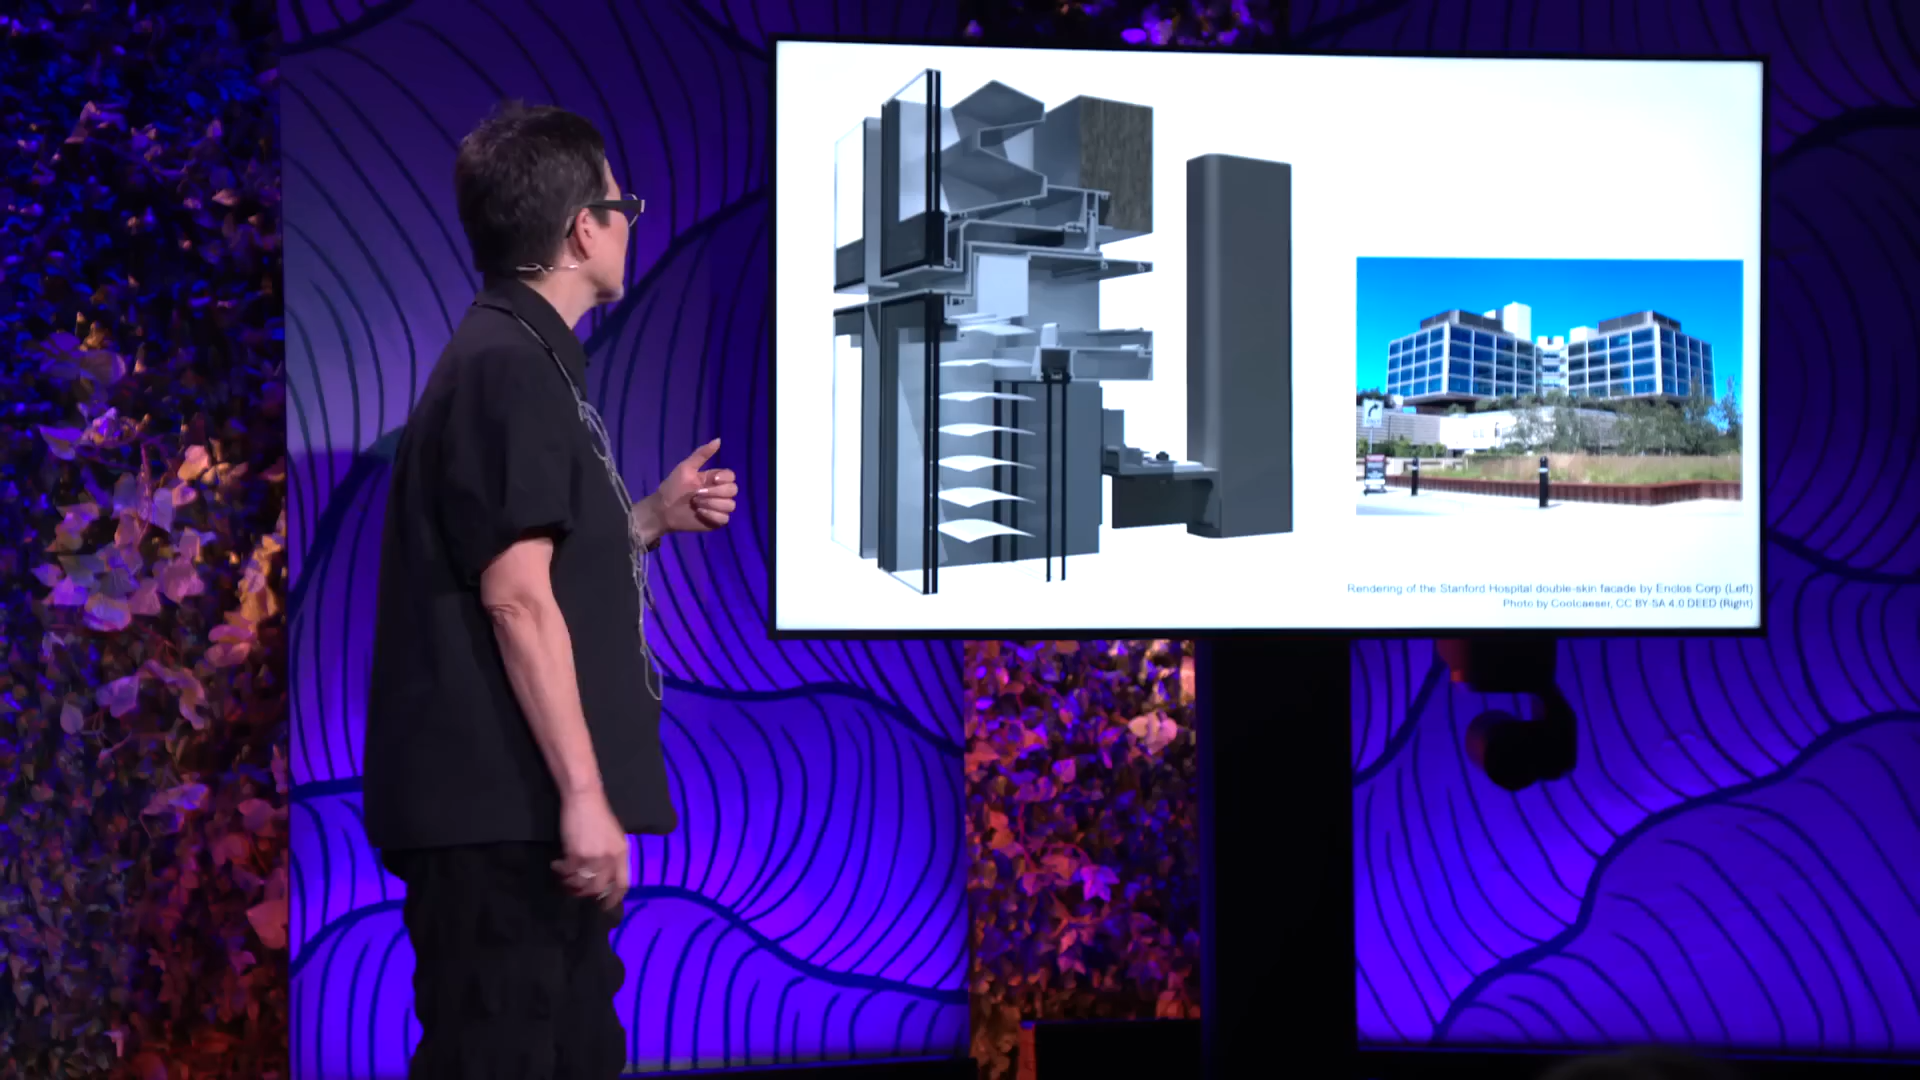 Rendering of the Stanford Hospital double-skin facade by Enclos Corp (Left)
Photo by Coolcaeser, CC BY-SA 4.0 DEED (Right)